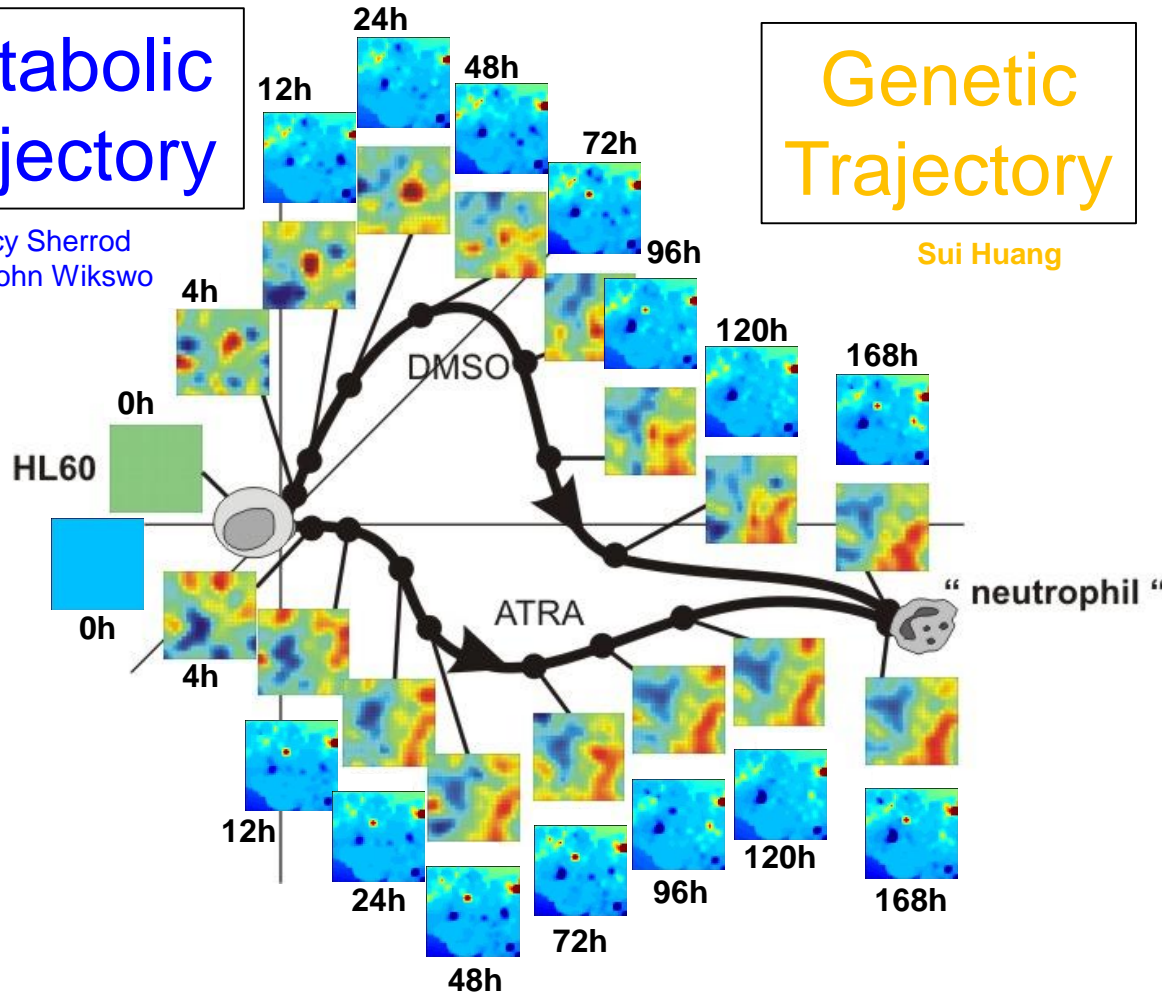 tabolic
jectory
cy Sherrod
ohn Wikswo
Genetic
Trajectory
Sui Huang
24h
12h
48h
72h
96h
4h
120h
168h
0h
HL60
DMSO
0h
4h
ATRA
“ neutrophil “
12h
24h
48h
72h
96h
120h
168h